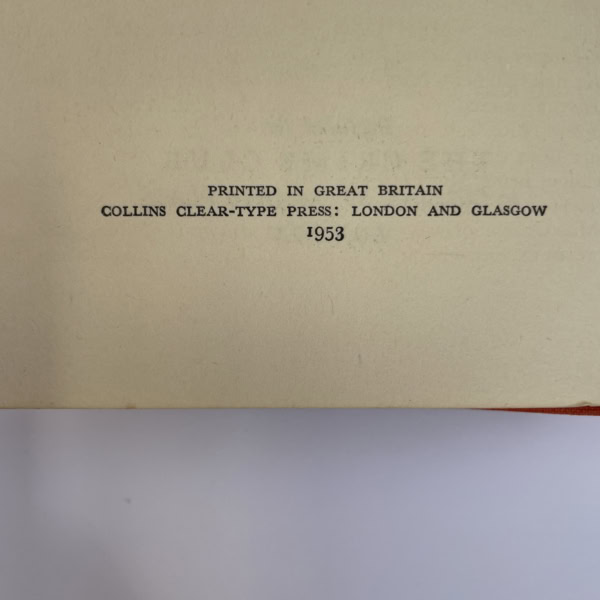 PRINTED IN GREAT BRITAIN
COLLINS CLEAR-TYPE PRESS: LONDON AND GLASGOW
1953